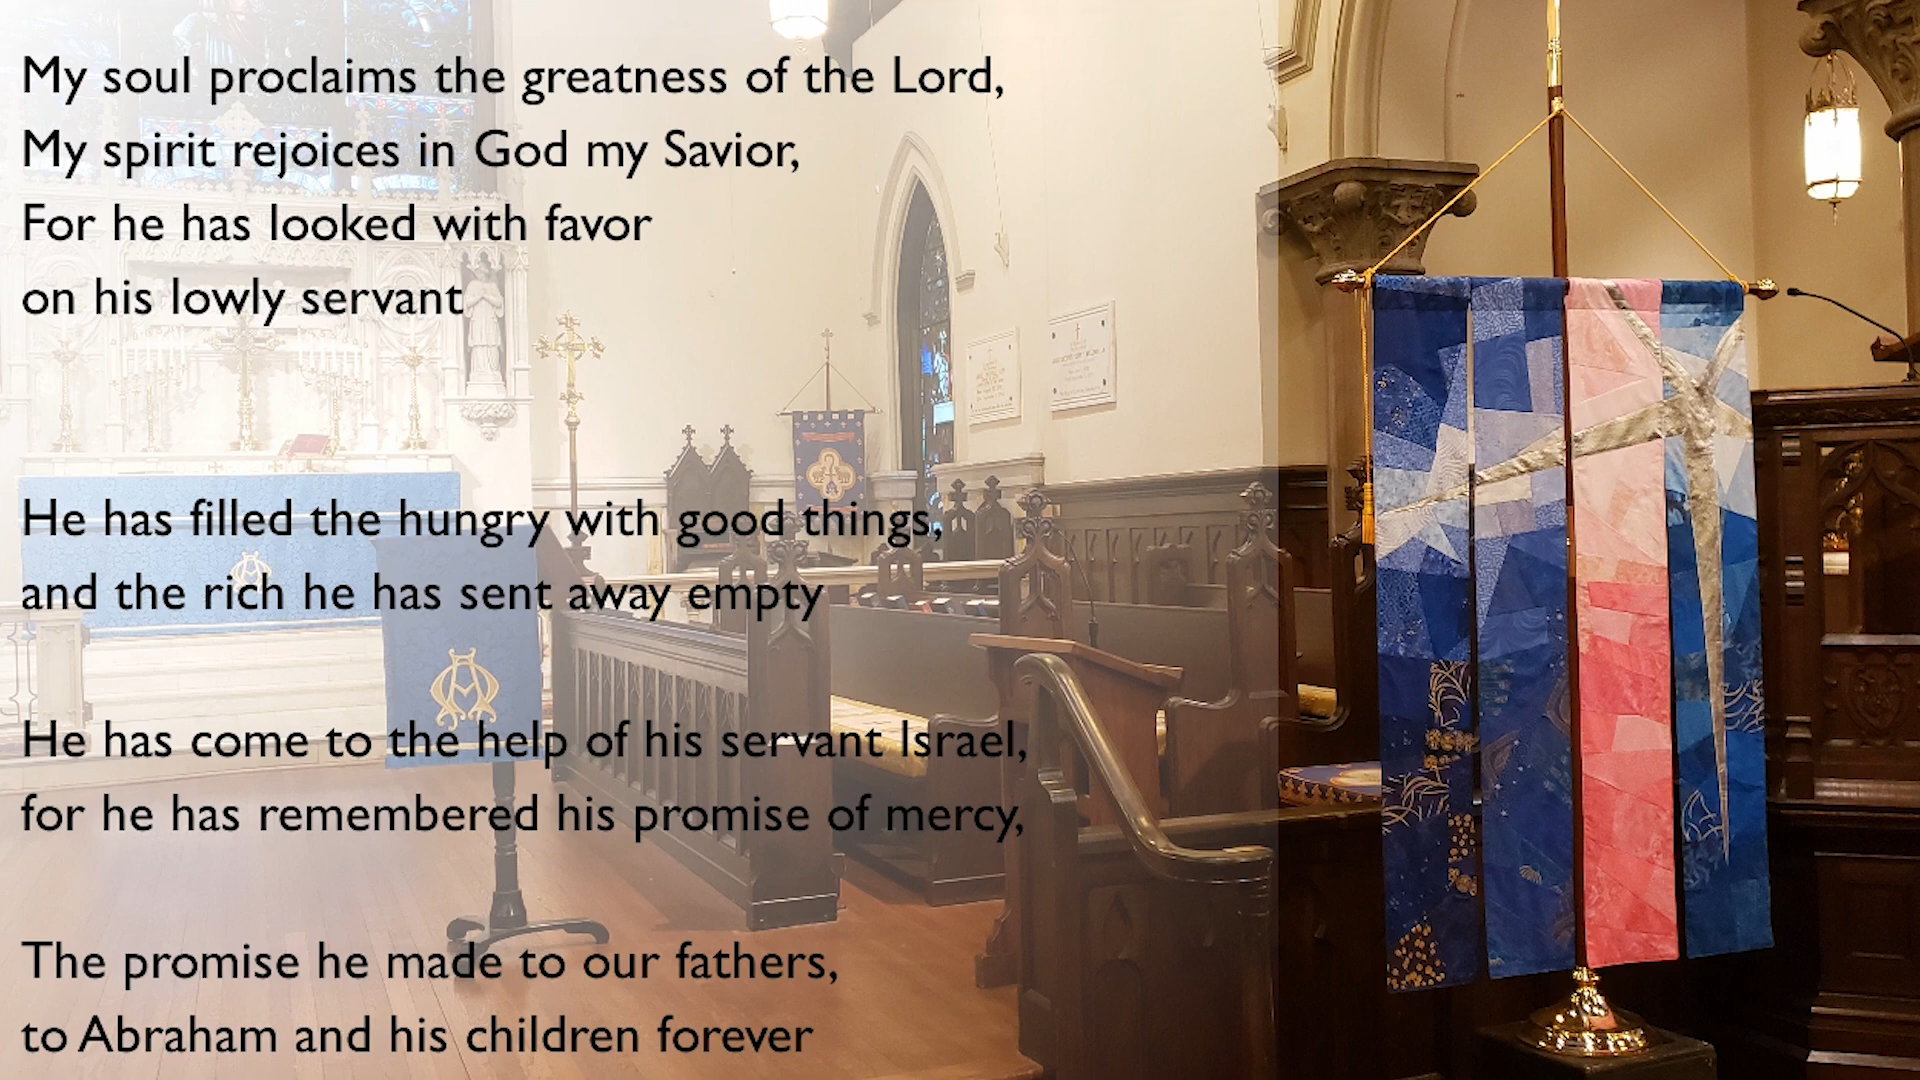 My soul proclaims the greatness of the Lord,
My spirit rejoices in God my Savior,
For he has looked with favor
on his lowly servant
He has filled the hungry with good things,
and the rich he has sent away empty
He has come to the help of his servant Israel,
for he has remembered his promise of mercy,
The promise he made to our fathers,
to Abraham and his children forever